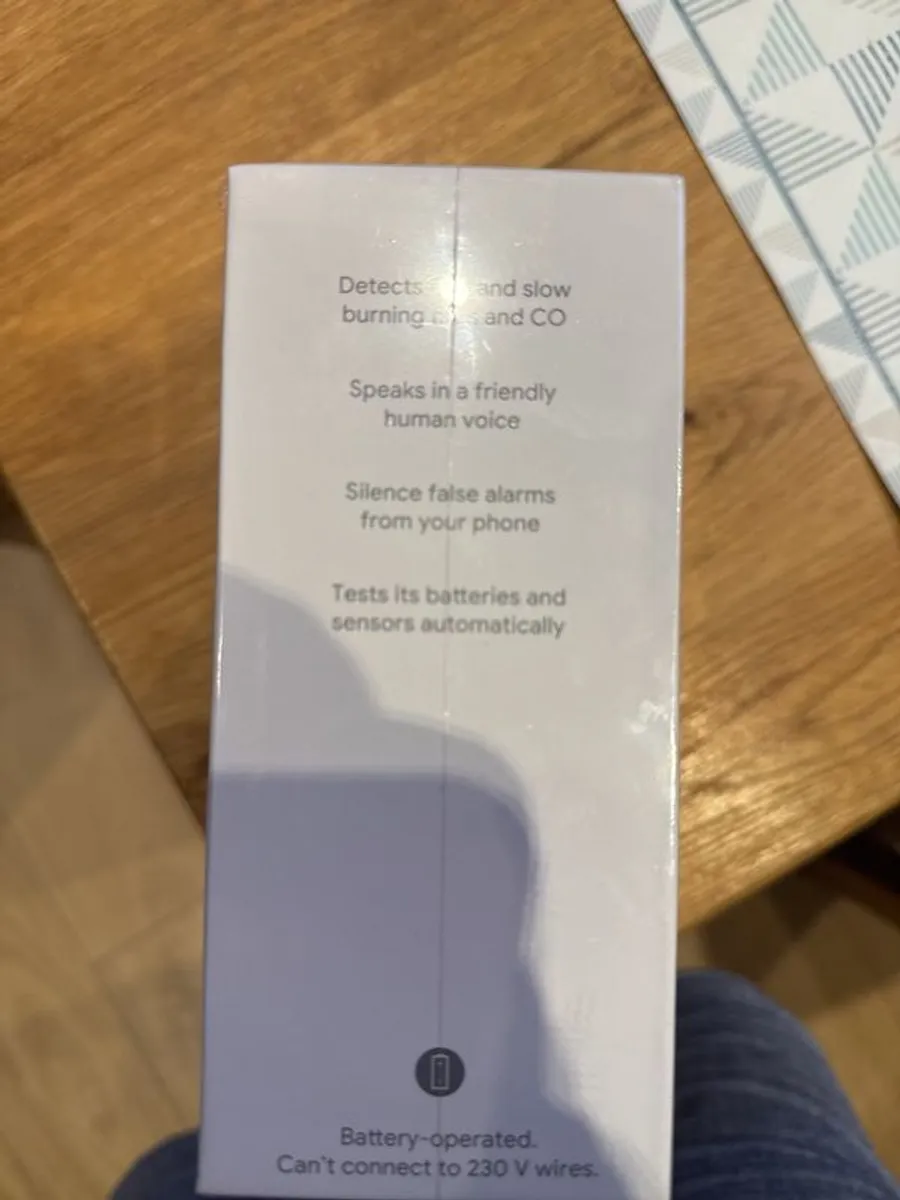 Detects and slow
burning and CO
Speaks in a friendly
human voice
Silence false alarms
from your phone
Tests its batteries and
sensors automatically
Battery-operated.
Can't connect to 230 V wires.